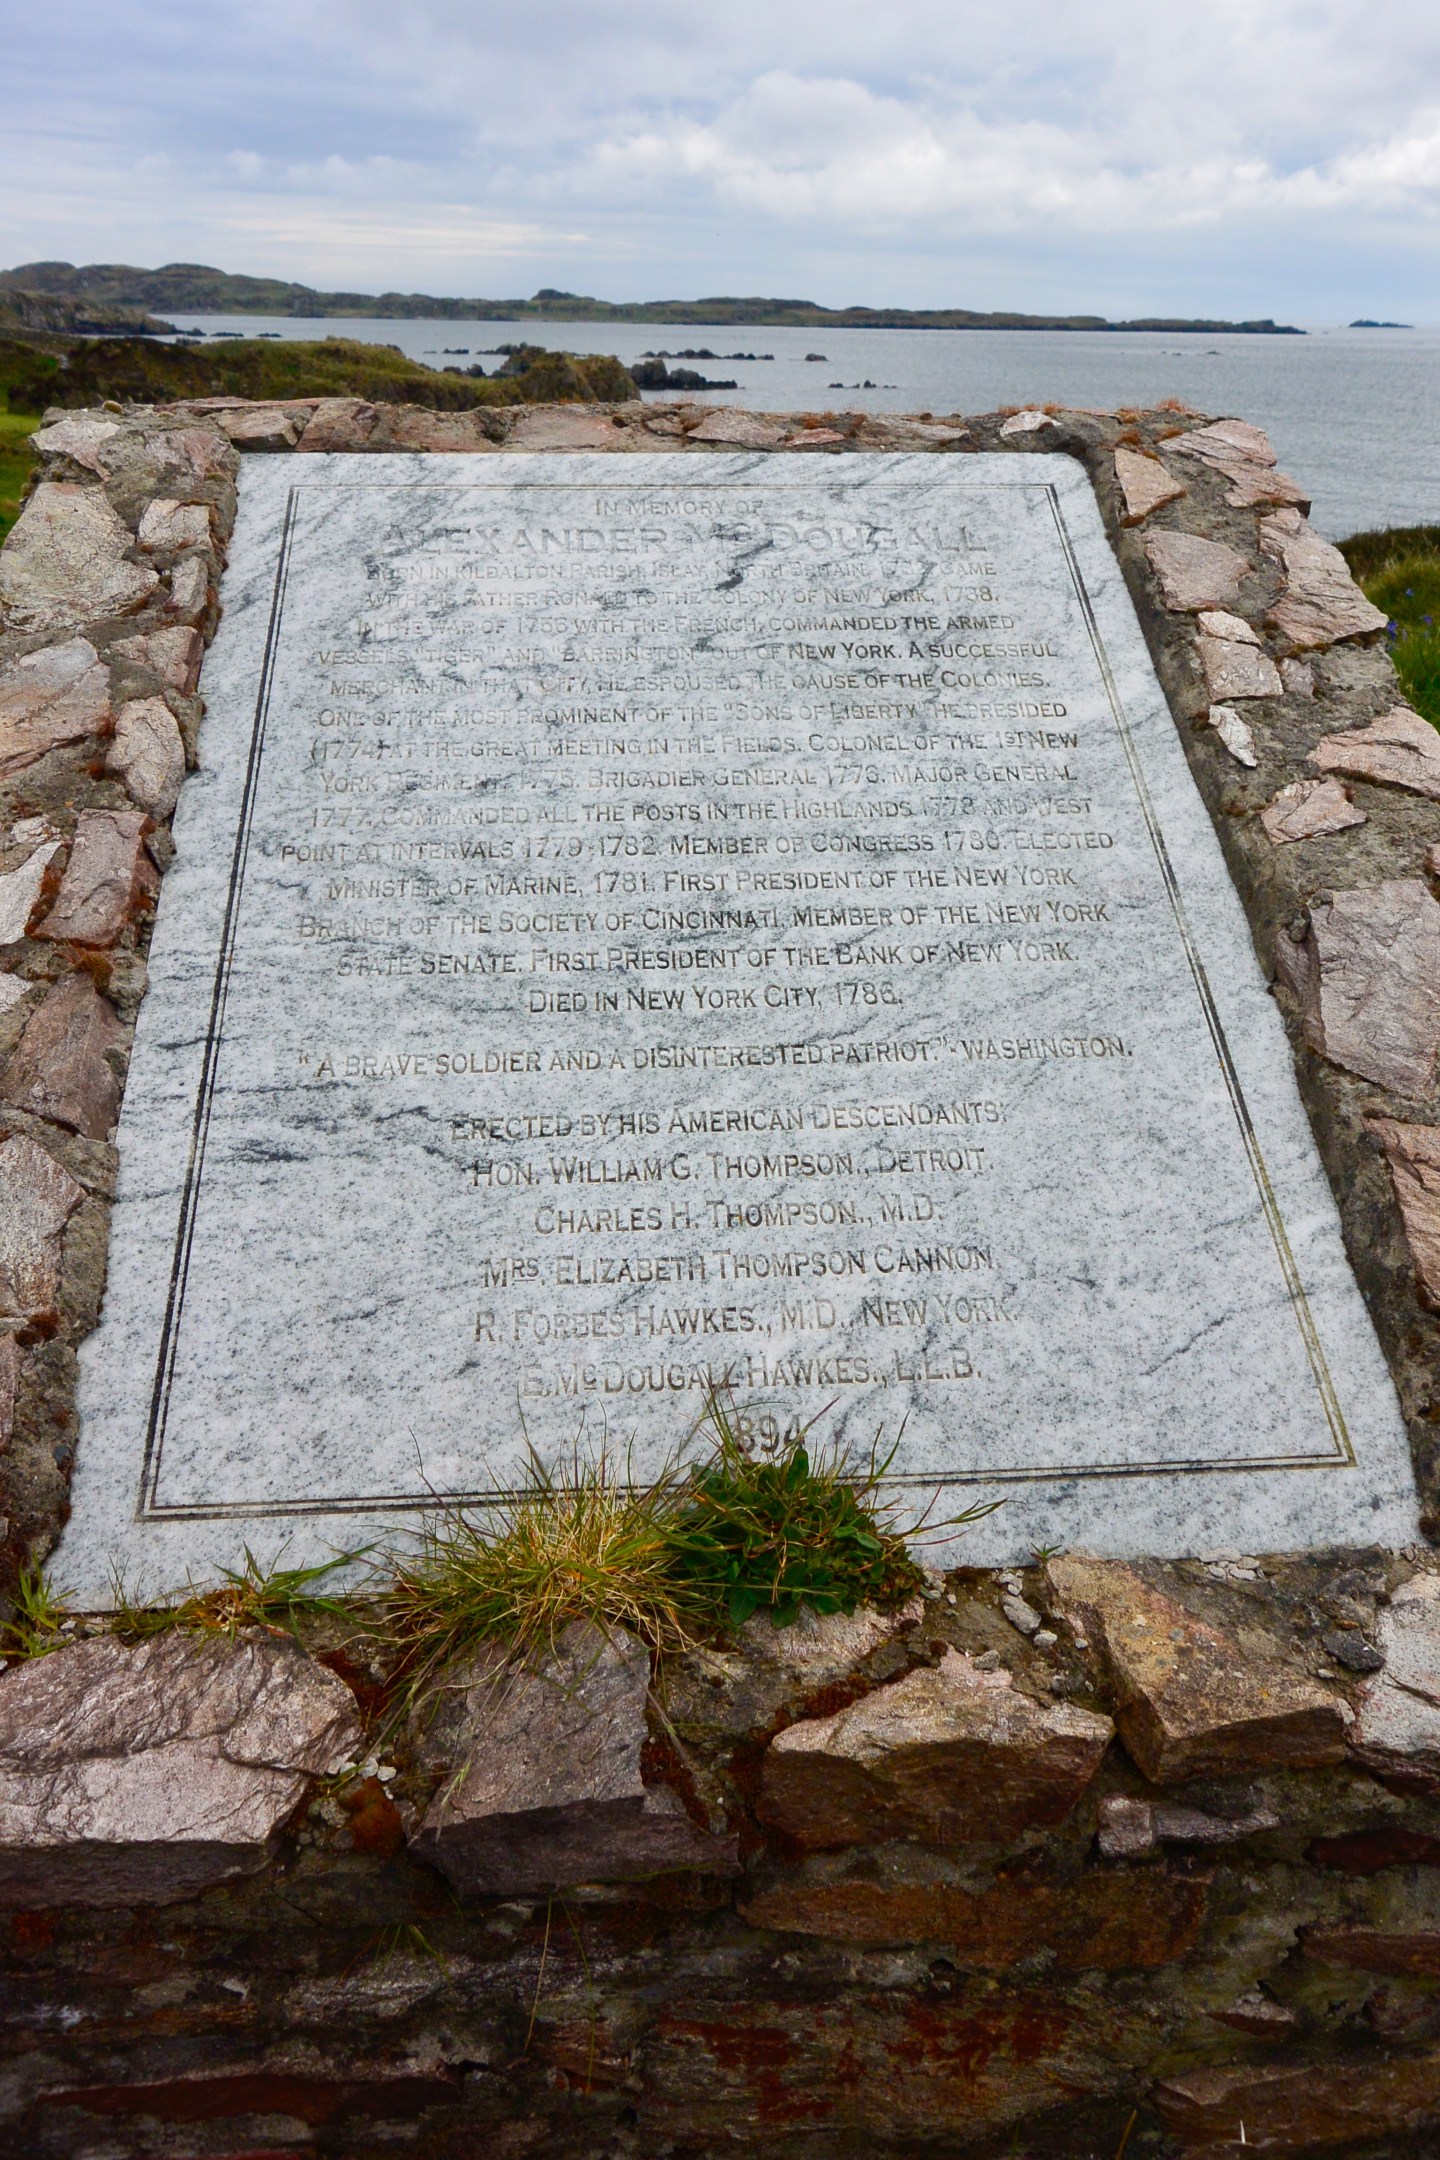 IN MEMORY OF
ALEXANDER McDOUGALL
BORN IN KILDALTON PARISH, ISLAY, NORTH BRITAIN, 1732. CAME
WITH HIS FATHER RONALD TO THE COLONY OF NEW YORK, 1738.
IN THE WAR OF 1756 WITH THE FRENCH, COMMANDED THE ARMED
VESSELS "TIGER" AND "BARRINGTON" OUT OF NEW YORK. A SUCCESSFUL
MERCHANT IN THAT CITY, HE ESPOUSED THE CAUSE OF THE COLONIES.
ONE OF THE MOST PROMINENT OF THE "SONS OF LIBERTY" HE PRESIDED
(1774) AT THE GREAT MEETING IN THE FIELDS. COLONEL OF THE 1ST NEW
YORK REGIMENT, 1775. BRIGADIER GENERAL 1776. MAJOR GENERAL
1777. COMMANDED ALL THE POSTS IN THE HIGHLANDS 1778 AND WEST
POINT AT INTERVALS 1779-1782. MEMBER OF CONGRESS 1780. ELECTED
MINISTER OF MARINE, 1781. FIRST PRESIDENT OF THE NEW YORK
BRANCH OF THE SOCIETY OF CINCINNATI. MEMBER OF THE NEW YORK
STATE SENATE. FIRST PRESIDENT OF THE BANK OF NEW YORK.
DIED IN NEW YORK CITY, 1786.
"A BRAVE SOLDIER AND A DISINTERESTED PATRIOT."-WASHINGTON.
ERECTED BY HIS AMERICAN DESCENDANTS:
HON. WILLIAM G. THOMPSON., DETROIT.
CHARLES H. THOMPSON., M.D.
MRS. ELIZABETH THOMPSON CANNON.
R. FORBES HAWKES., M.D., NEW YORK.
E. McDOUGALL HAWKES., L.L.B.
1894